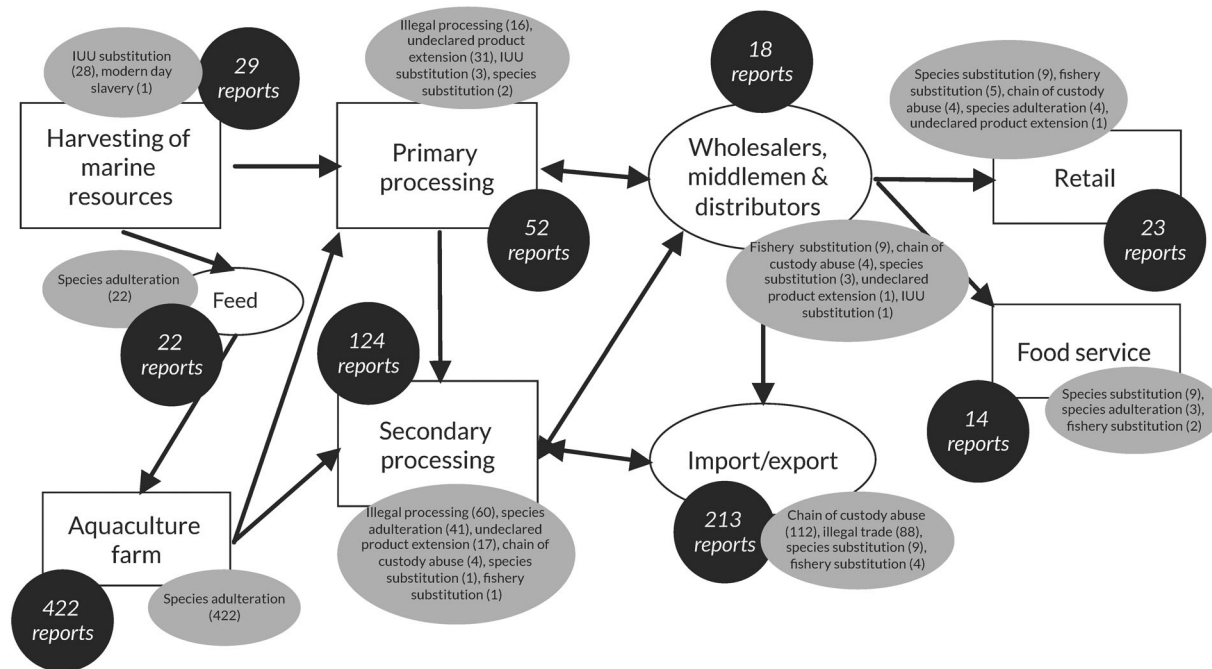 IUU substitution
(28), modern day
slavery (1)
29
reports
Harvesting of
marine
resources
Illegal processing (16),
undeclared product
extension (31), IUU
substitution (3), species
substitution (2)
Primary
processing
52
reports
18
reports
Wholesalers,
middlemen &
distributors
Fishery substitution (9), chain
of custody abuse (4), species
substitution (3), undeclared
product extension (1), IUU
substitution (1)
Species substitution (9), fishery
substitution (5), chain of custody
abuse (4), species adulteration (4),
undeclared product extension (1)
Retail
23
reports
Species adulteration
(22)
Feed
22
reports
124
reports
Secondary
processing
Illegal processing (60), species
adulteration (41), undeclared
product extension (17), chain of
custody abuse (4), species
substitution (1), fishery
substitution (1)
Import/export
213
reports
Chain of custody abuse
(112), illegal trade (88),
species substitution (9),
fishery substitution (4)
Food service
14
reports
Species substitution (9),
species adulteration (3),
fishery substitution (2)
Aquaculture
farm
422
reports
Species adulteration
(422)